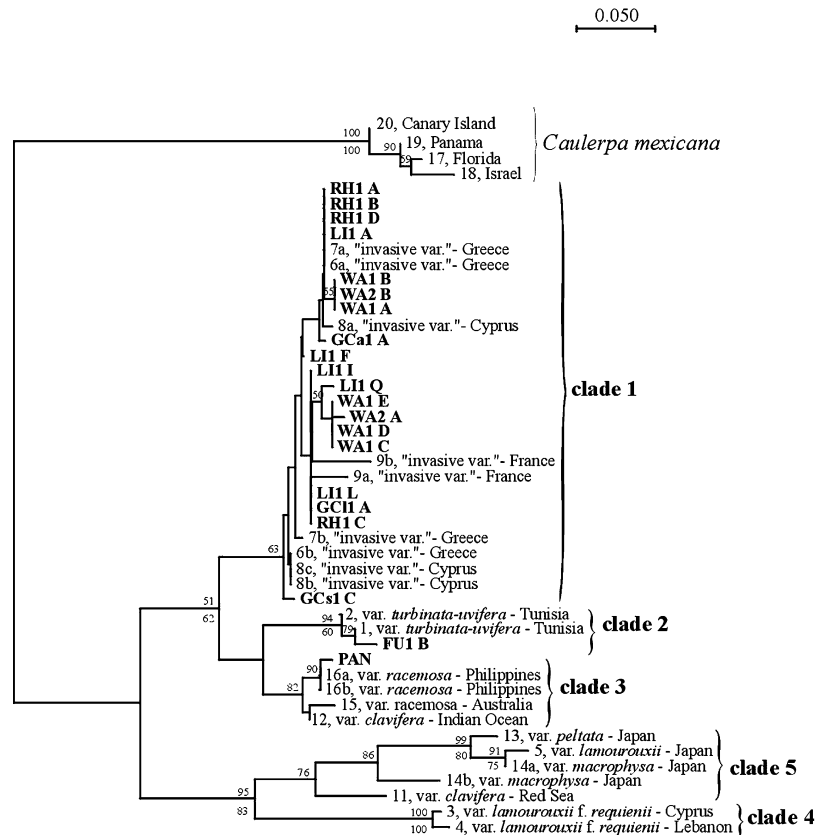 0.050
20, Canary Island
100
100
19, Panama
90
17, Florida
59
18, Israel
Caulerpa mexicana
RH1 A
RH1 B
RH1 D
LI1 A
7a, "invasive var."- Greece
6a, "invasive var."- Greece
WA1 B
55
WA2 B
WA1 A
8a, "invasive var."- Cyprus
GCa1 A
LI1 F
LI1 I
LI1 Q
50
WA1 E
WA2 A
WA1 D
WA1 C
9b, "invasive var."- France
9a, "invasive var."- France
LI1 L
GCl1 A
RH1 C
7b, "invasive var."- Greece
63
6b, "invasive var."- Greece
8c, "invasive var."- Cyprus
8b, "invasive var."- Cyprus
GCs1 C
clade 1
51
62
2, var. turbinata-uvifera - Tunisia
94
60
79
1, var. turbinata-uvifera - Tunisia
FU1 B
clade 2
PAN
90
16a, var. racemosa - Philippines
16b, var. racemosa - Philippines
82
15, var. racemosa - Australia
12, var. clavifera - Indian Ocean
clade 3
13, var. peltata - Japan
99
80
91
75
5, var. lamourouxii - Japan
14a, var. macrophysa - Japan
86
14b, var. macrophysa - Japan
76
11, var. clavifera - Red Sea
clade 5
95
83
100
100
3, var. lamourouxii f. requienii - Cyprus
4, var. lamourouxii f. requienii - Lebanon
clade 4